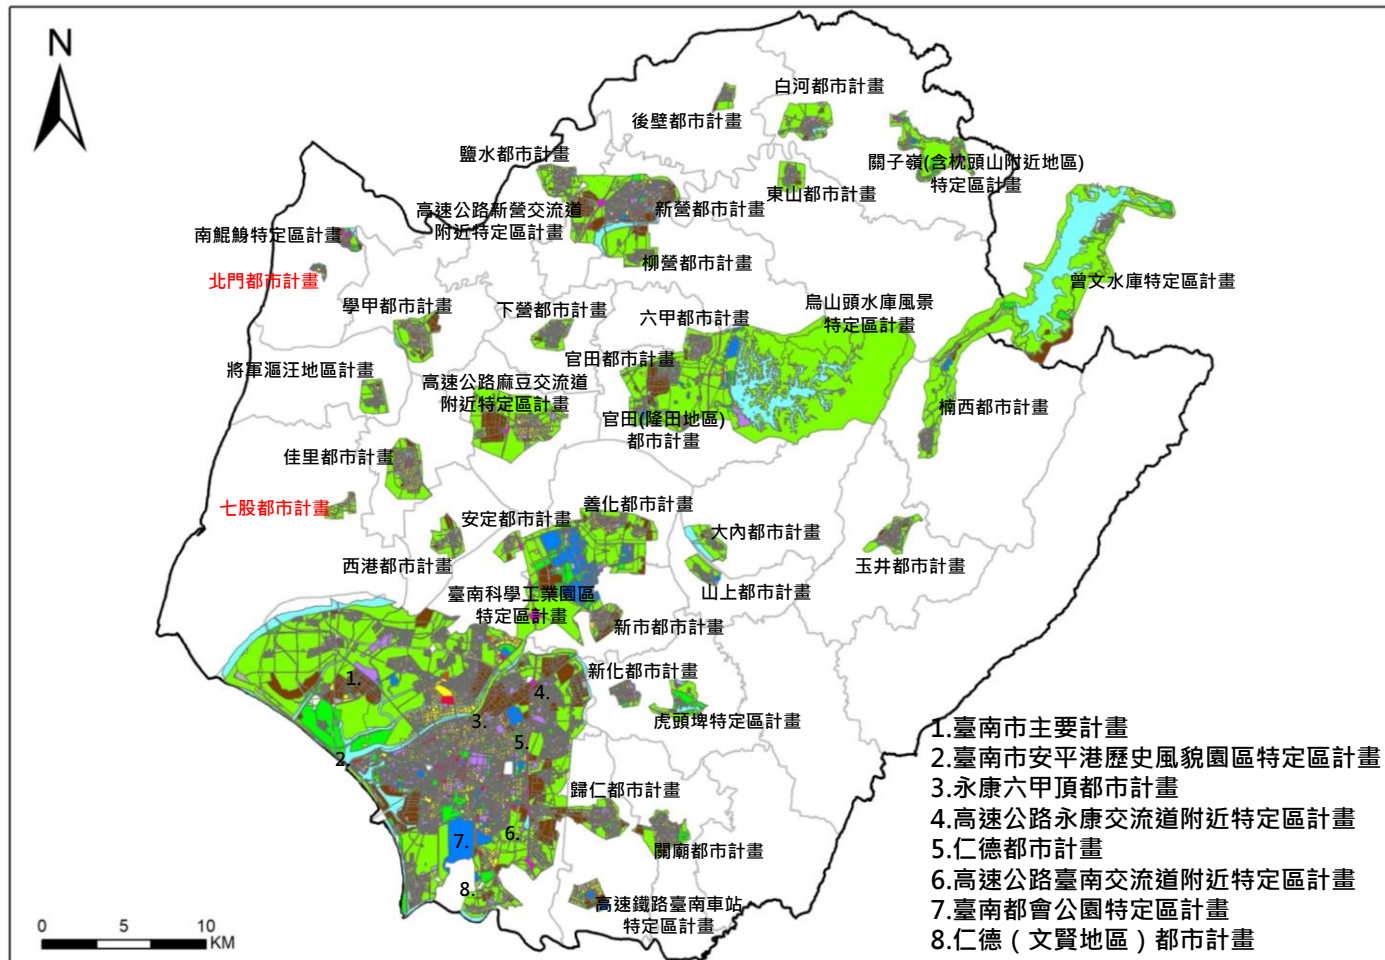 N
白河都市計畫
後壁都市計畫
鹽水都市計畫
關子嶺(含枕頭山附近地區)
特定區計畫
東山都市計畫
高速公路新營交流道
附近特定區計畫
新營都市計畫
南鯤鯓特定區計畫
柳營都市計畫
北門都市計畫
曾文水庫特定區計畫
學甲都市計畫
下營都市計畫
六甲都市計畫
烏山頭水庫風景
特定區計畫
官田都市計畫
將軍漚汪地區計畫
高速公路麻豆交流道
附近特定區計畫
楠西都市計畫
官田(隆田地區)
都市計畫
佳里都市計畫
七股都市計畫
善化都市計畫
安定都市計畫
大內都市計畫
西港都市計畫
玉井都市計畫
山上都市計畫
臺南科學工業園區
特定區計畫
新市都市計畫
新化都市計畫
虎頭埤特定區計畫
歸仁都市計畫
關廟都市計畫
高速鐵路臺南車站
特定區計畫
1.
2.
3.
4.
5.
6.
7.
8.
1.臺南市主要計畫
2.臺南市安平港歷史風貌園區特定區計畫
3.永康六甲頂都市計畫
4.高速公路永康交流道附近特定區計畫
5.仁德都市計畫
6.高速公路臺南交流道附近特定區計畫
7.臺南都會公園特定區計畫
8.仁德（文賢地區）都市計畫
0 5 10
KM